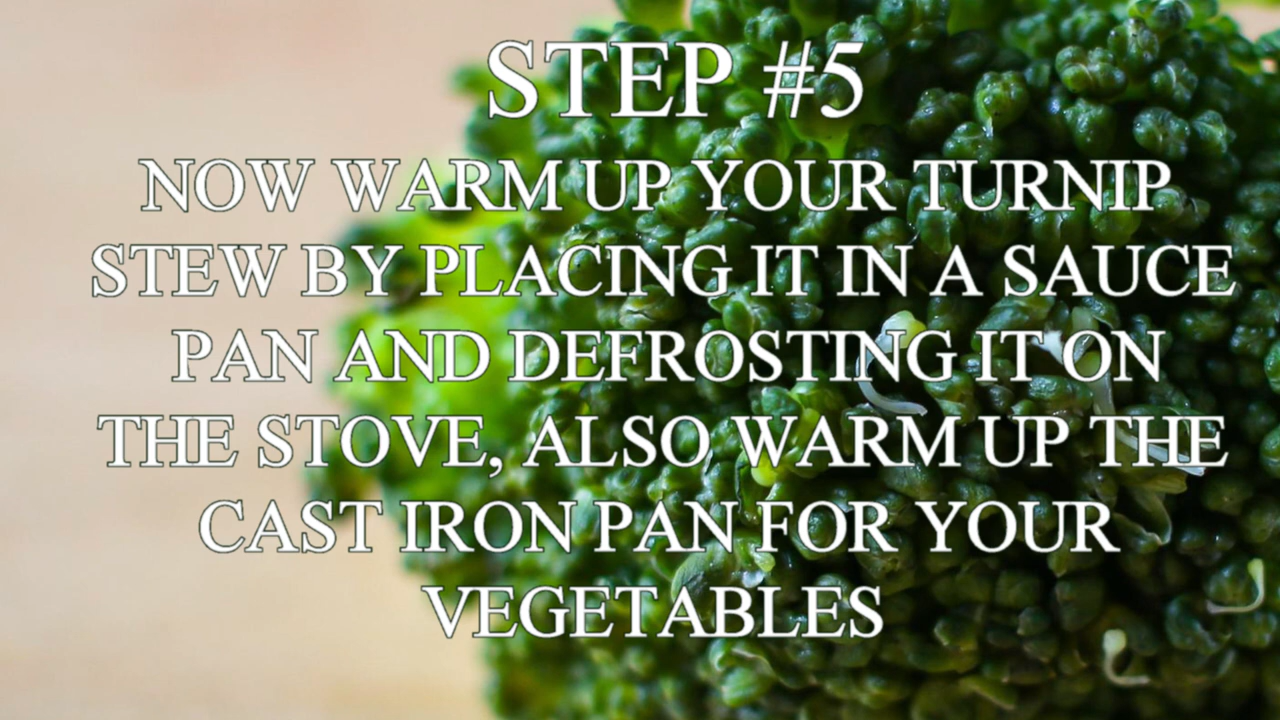 STEP #5
NOW WARM UP YOUR TURNIP
STEW BY PLACING IT IN A SAUCE
PAN AND DEFROSTING IT ON
THE STOVE, ALSO WARM UP THE
CAST IRON PAN FOR YOUR
VEGETABLES